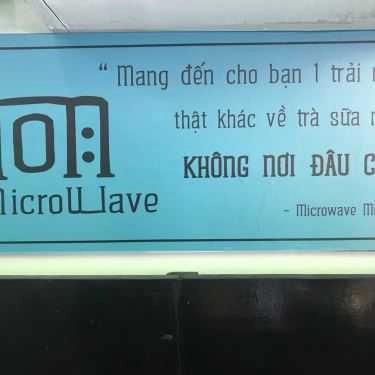 “ Mang đến cho bạn 1 trải
thật khác về trà sữa
KHÔNG NƠI ĐÂU
MicroWave
- Microwave